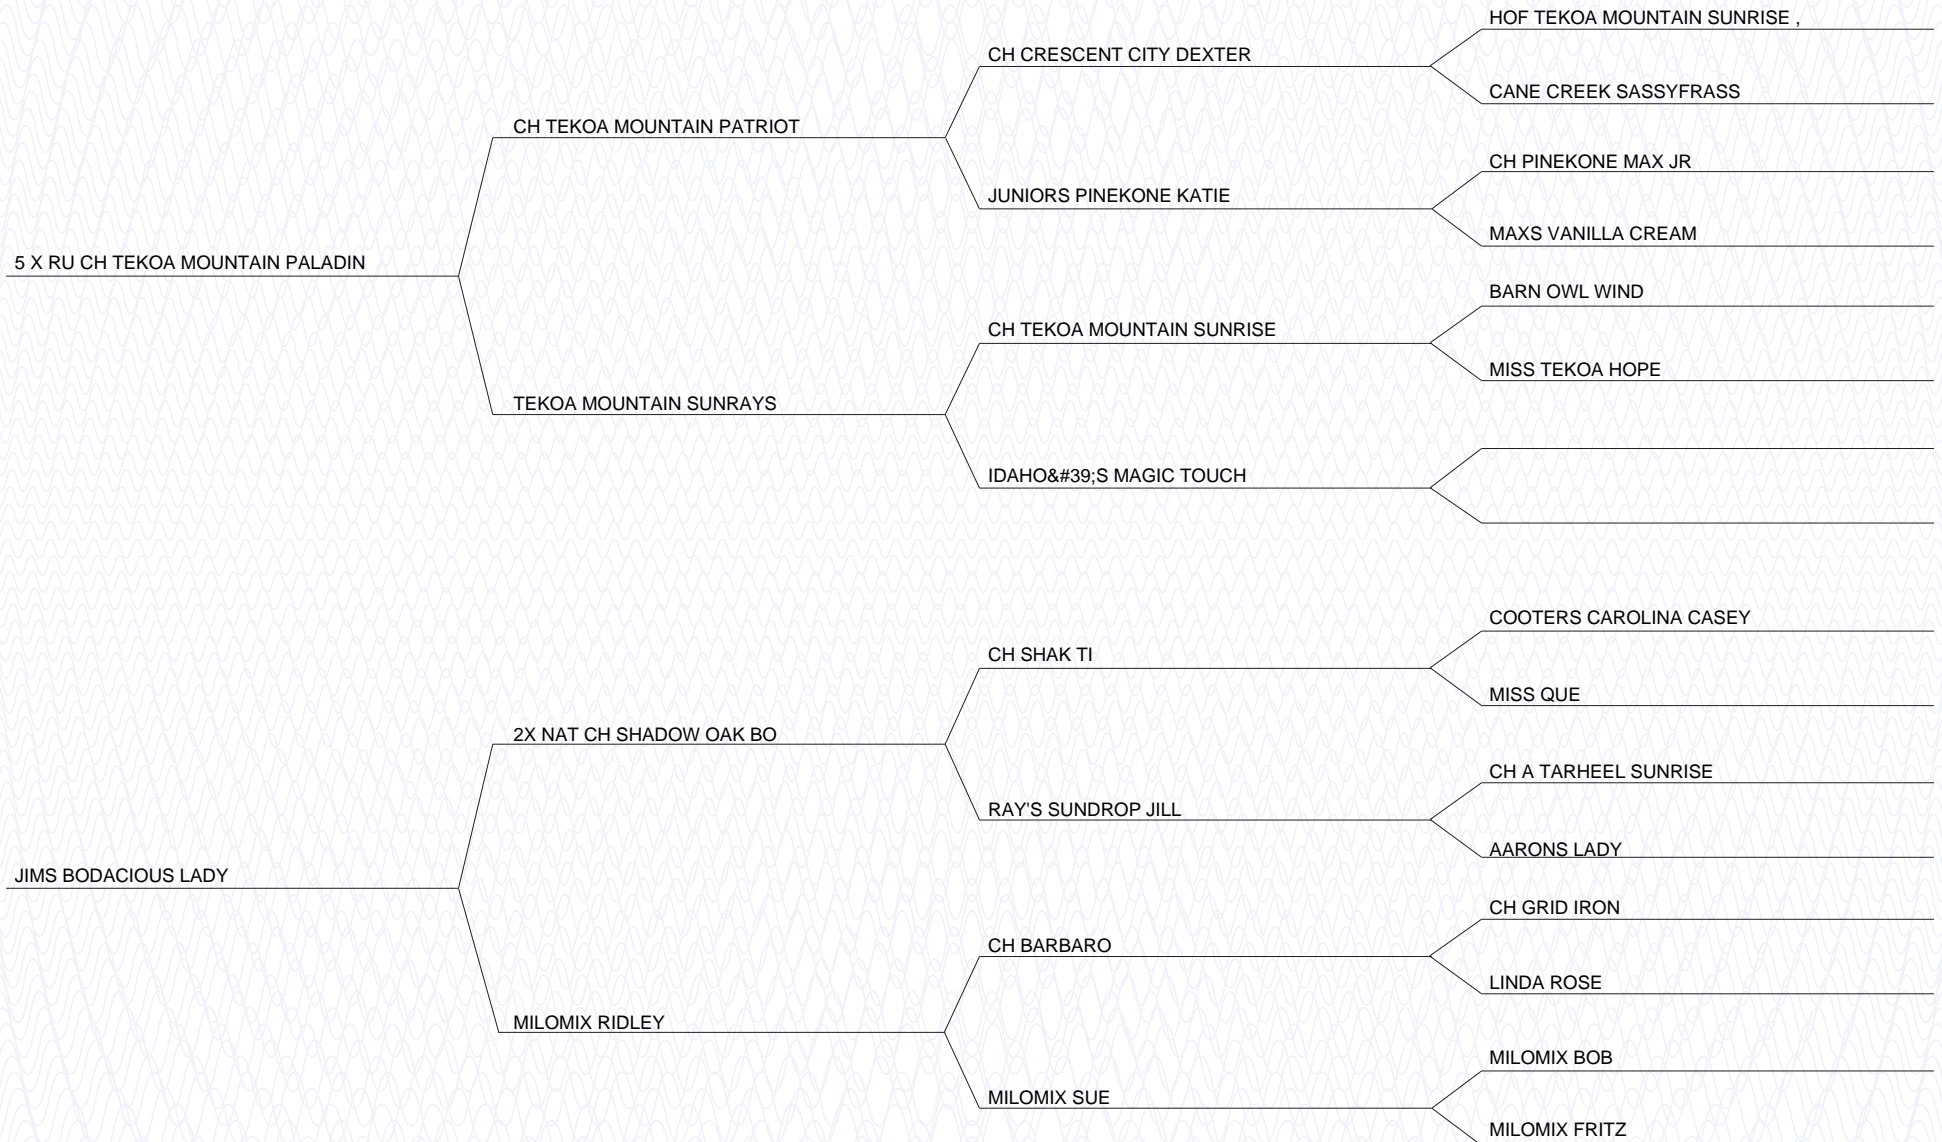 HOF TEKOA MOUNTAIN SUNRISE ,
CH CRESCENT CITY DEXTER
CANE CREEK SASSYFRASS
CH TEKOA MOUNTAIN PATRIOT
CH PINEKONE MAX JR
JUNIORS PINEKONE KATIE
MAXS VANILLA CREAM
5 X RU CH TEKOA MOUNTAIN PALADIN
BARN OWL WIND
CH TEKOA MOUNTAIN SUNRISE
MISS TEKOA HOPE
TEKOA MOUNTAIN SUNRAYS
IDAHO&#39;S MAGIC TOUCH
COOTERS CAROLINA CASEY
CH SHAK TI
MISS QUE
2X NAT CH SHADOW OAK BO
CH A TARHEEL SUNRISE
RAY'S SUNDROP JILL
AARONS LADY
JIMS BODACIOUS LADY
CH GRID IRON
CH BARBARO
LINDA ROSE
MILOMIX RIDLEY
MILOMIX BOB
MILOMIX SUE
MILOMIX FRITZ